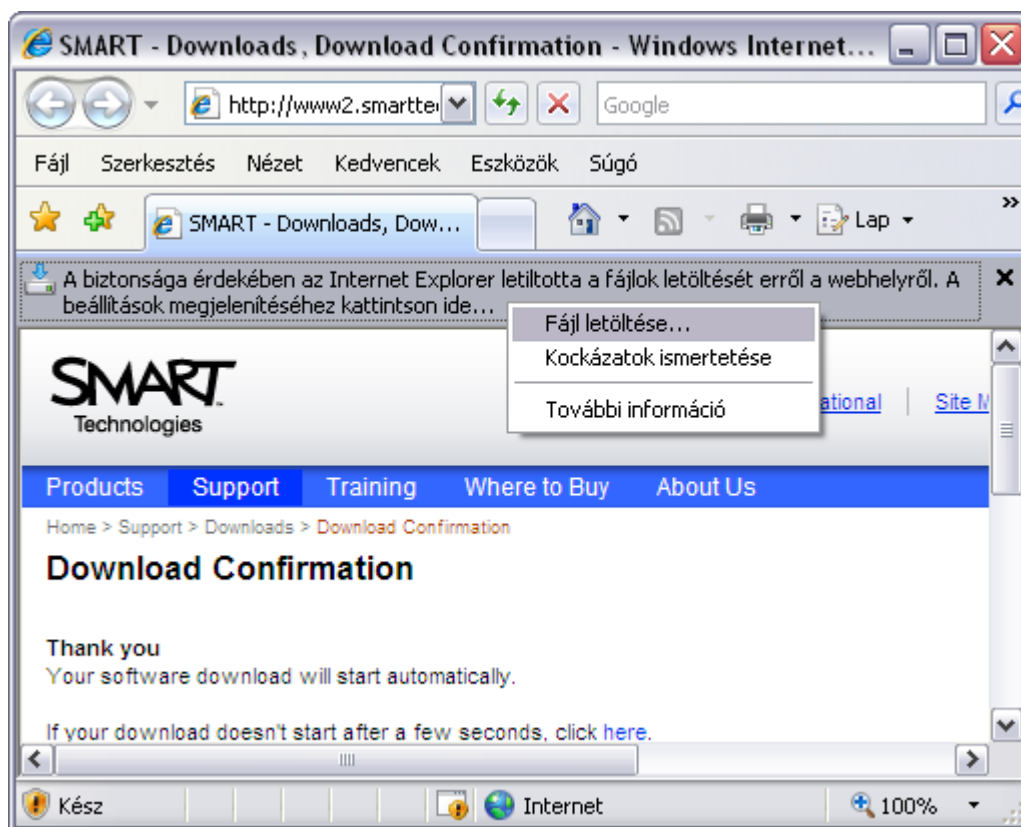 SMART - Downloads, Download Confirmation - Windows Internet...
http://www2.smarttec
Google
Fájl Szerkesztés Nézet Kedvencek Eszközök Súgó
SMART - Downloads, Dow... Lap
A biztonsága érdekében az Internet Explorer letiltotta a fájlok letöltését erről a webhelyről. A
beállítások megjelenítéséhez kattintson ide...
Fájl letöltése...
Kockázatok ismertetése
További információ
SMART
Technologies
ational Site M
Products Support Training Where to Buy About Us
Home > Support > Downloads > Download Confirmation
Download Confirmation
Thank you
Your software download will start automatically.
If your download doesn't start after a few seconds, click here.
Kész Internet 100%